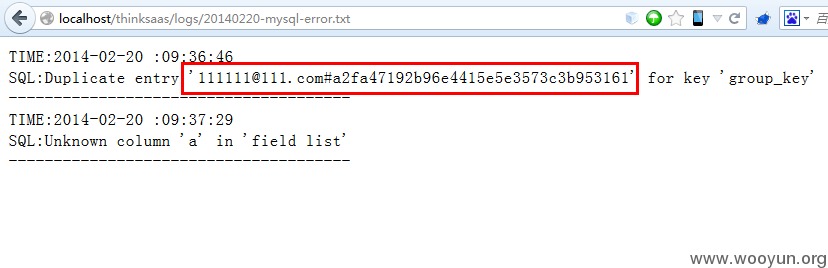 localhost/thinksaas/logs/20140220-mysql-error.txt
百
TIME:2014-02-20 :09:36:46
SQL:Duplicate entry '111111@111.com#a2fa47192b96e4415e5e3573c3b953161' for key 'group_key'
------------------------------------
TIME:2014-02-20 :09:37:29
SQL:Unknown column 'a' in 'field list'
------------------------------------
www.wooyun.org